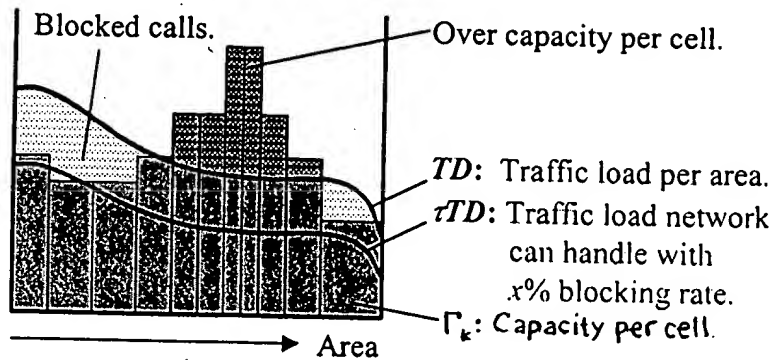 Blocked calls.
Over capacity per cell.
TD: Traffic load per area.
τTD: Traffic load network
can handle with
x% blocking rate.
Γk: Capacity per cell.
Area